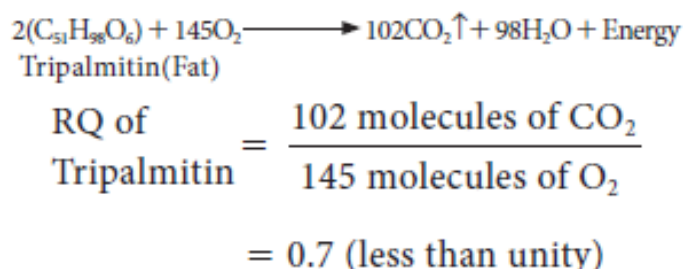 2(C₅₁H₉₈O₆) + 145O₂ ⟶ 102CO₂↑ + 98H₂O + Energy
Tripalmitin(Fat)
RQ of Tripalmitin = 102 molecules of CO₂ / 145 molecules of O₂
= 0.7 (less than unity)